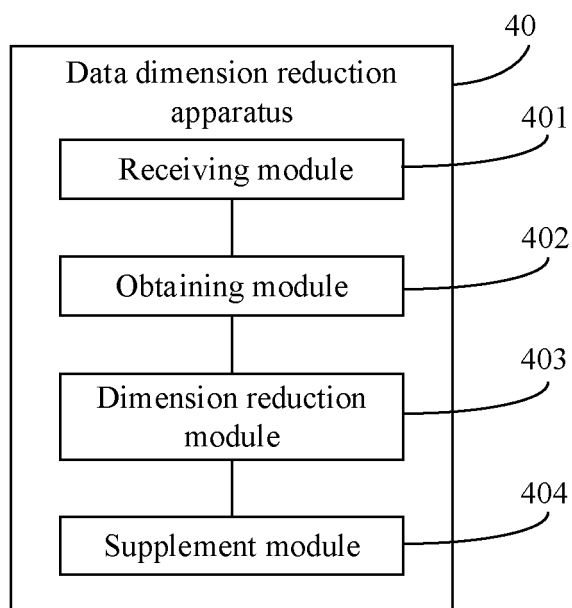 40
Data dimension reduction
apparatus
401
Receiving module
402
Obtaining module
403
Dimension reduction
module
404
Supplement module